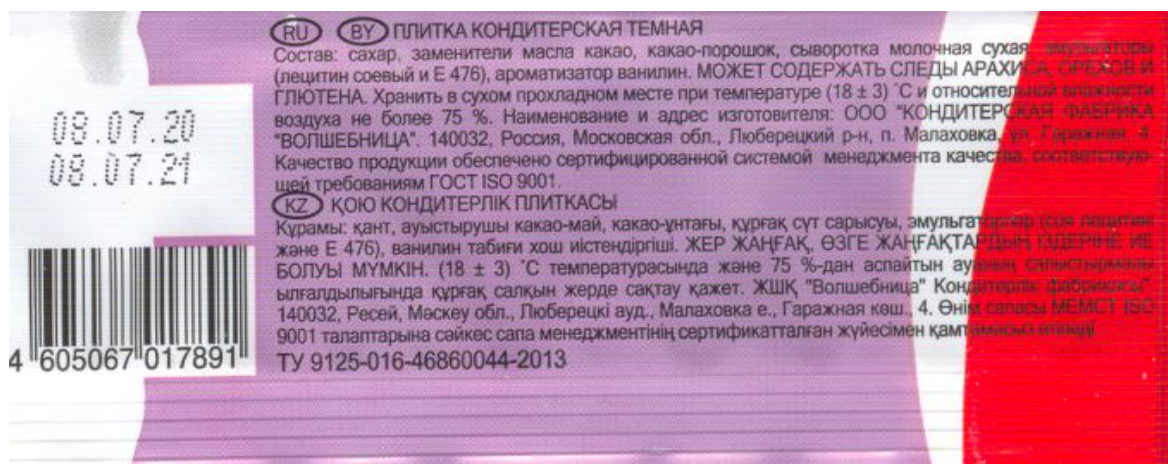 RU BY ПЛИТКА КОНДИТЕРСКАЯ ТЕМНАЯ
Состав: сахар, заменители масла какао, какао-порошок, сыворотка молочная сухая, эмульгаторы
(лецитин соевый и Е 476), ароматизатор ванилин. МОЖЕТ СОДЕРЖАТЬ СЛЕДЫ АРАХИСА, ОРЕХОВ И
ГЛЮТЕНА. Хранить в сухом прохладном месте при температуре (18 ± 3) ˚С и относительной влажности
воздуха не более 75 %. Наименование и адрес изготовителя: ООО "КОНДИТЕРСКАЯ ФАБРИКА
"ВОЛШЕБНИЦА". 140032, Россия, Московская обл., Люберецкий р-н, п. Малаховка, ул. Гаражная, 4.
Качество продукции обеспечено сертифицированной системой менеджмента качества, соответствую-
щей требованиям ГОСТ ISO 9001.
KZ ҚОЮ КОНДИТЕРЛІК ПЛИТКАСЫ
Құрамы: қант, ауыстырушы какао-май, какао-ұнтағы, құрғақ сүт сарысуы, эмульгаторлар (соя лецитин
және Е 476), ванилин табиғи хош иістендіргіші. ЖЕР ЖАҢҒАҚ, ӨЗГЕ ЖАҢҒАҚТАРДЫҢ ІЗДЕРІНЕ ИЕ
БОЛУЫ МҮМКІН. (18 ± 3) ˚С температурасында және 75 %-дан аспайтын ауаның салыстырмалы
ылғалдылығында құрғақ салқын жерде сақтау қажет. ЖШҚ "Волшебница" Кондитерлік фабрикасы".
140032, Ресей, Мәскеу обл., Люберецкі ауд., Малаховка е., Гаражная көш., 4. Өнім сапасы МЕМСТ ISO
9001 талаптарына сәйкес сапа менеджментінің сертификатталған жүйесімен қамтамасыз етіледі.
ТУ 9125-016-46860044-2013
08.07.20
08.07.21
4 605067 017891